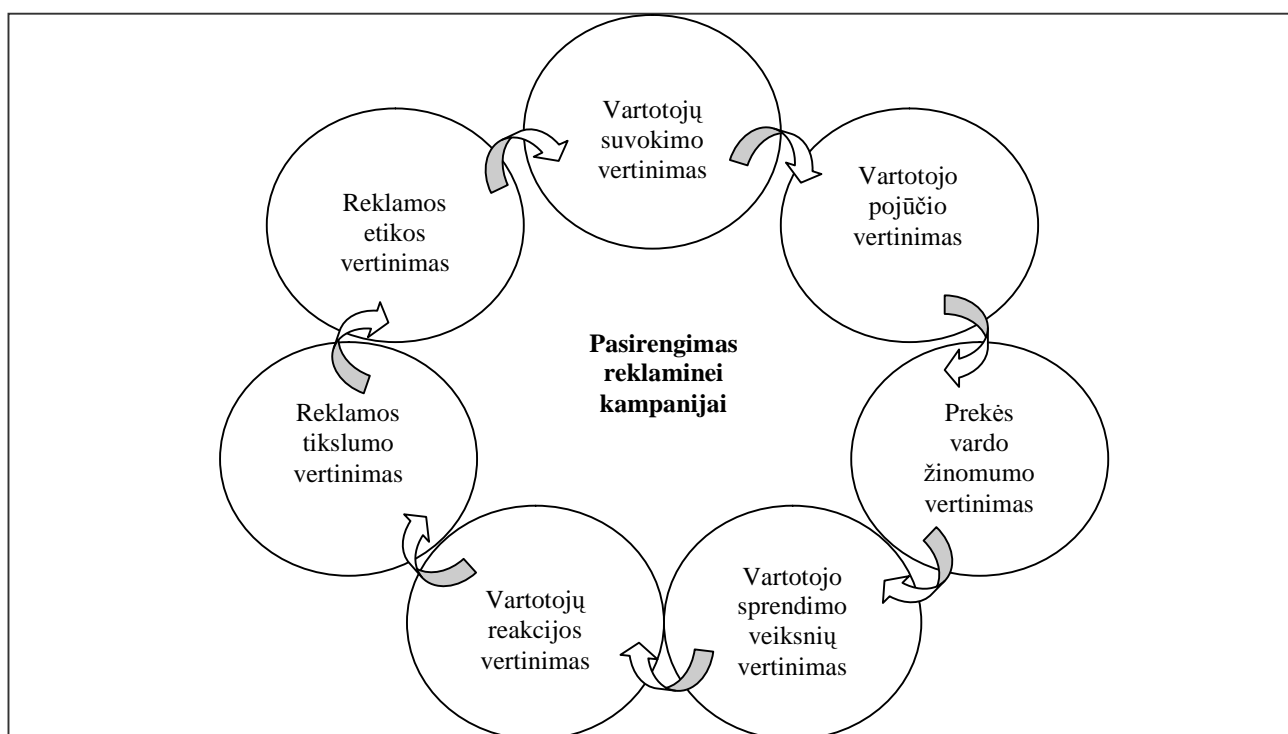 Vartotojų
suvokimo
vertinimas
Vartotojo
pojūčio
vertinimas
Prekės
vardo
žinomumo
vertinimas
Vartotojo
sprendimo
veiksnių
vertinimas
Vartotojų
reakcijos
vertinimas
Reklamos
tikslumo
vertinimas
Reklamos
etikos
vertinimas
Pasirengimas
reklaminei
kampanijai